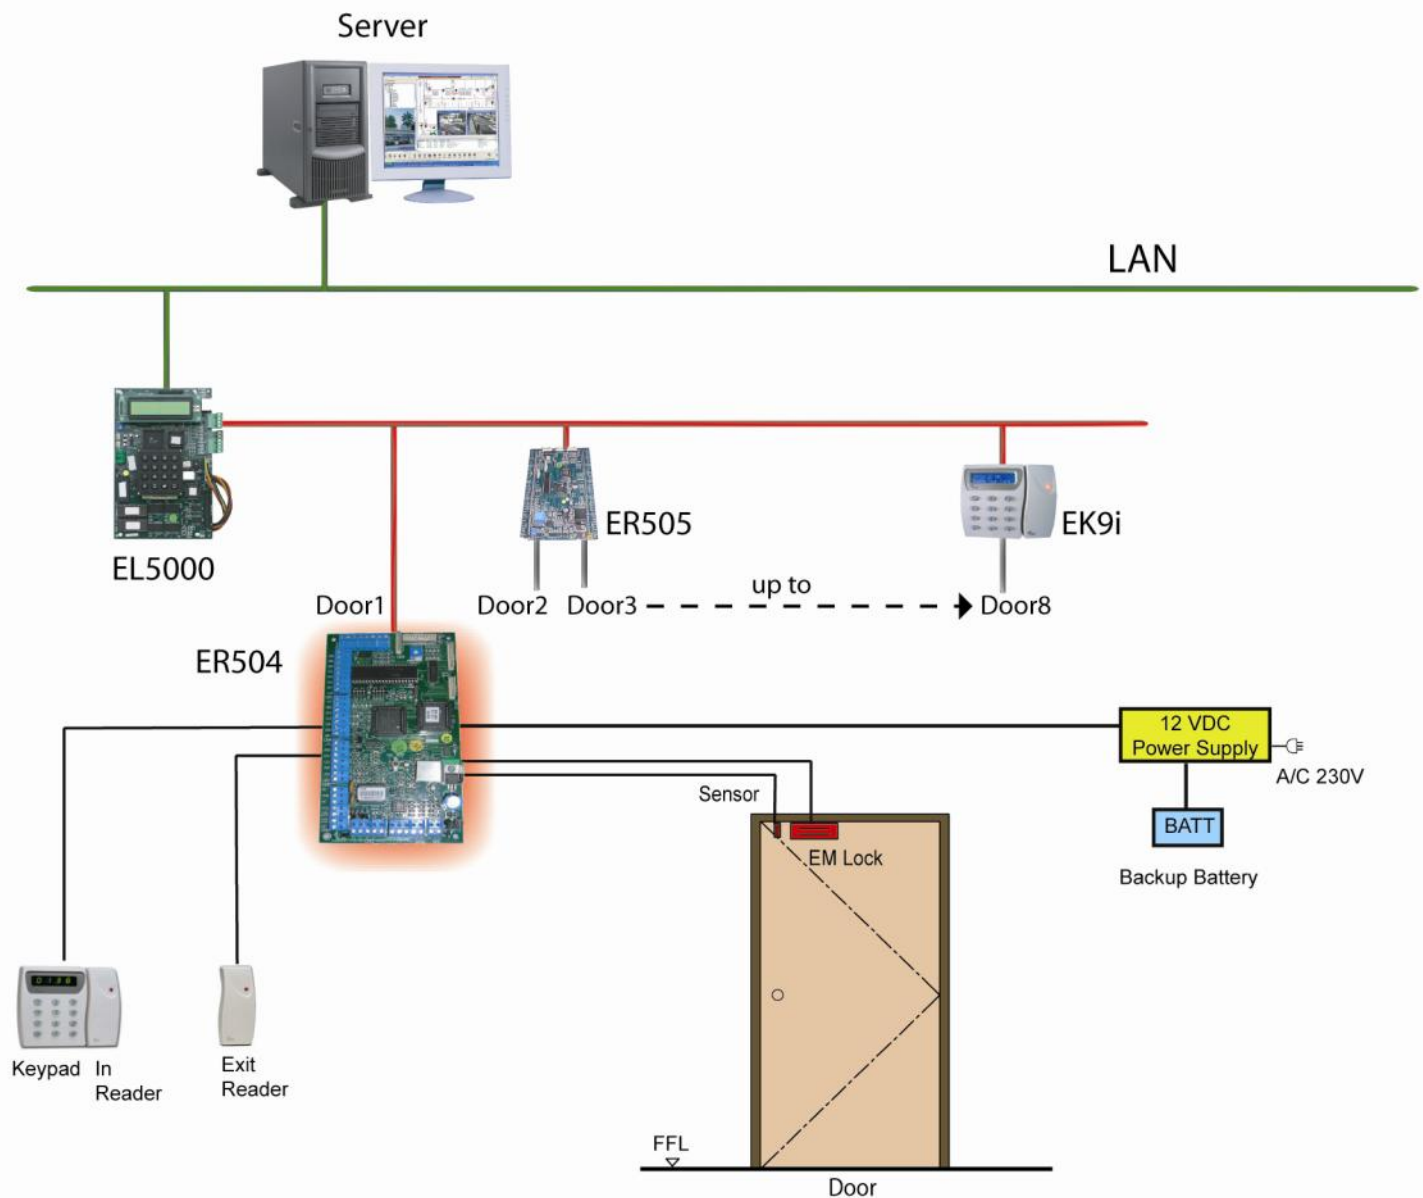 Server
LAN
EL5000
ER505
EK9i
Door1
Door2
Door3
up to
Door8
ER504
12 VDC
Power Supply
A/C 230V
Sensor
BATT
EM Lock
Backup Battery
Keypad In
Reader
Exit
Reader
FFL
Door